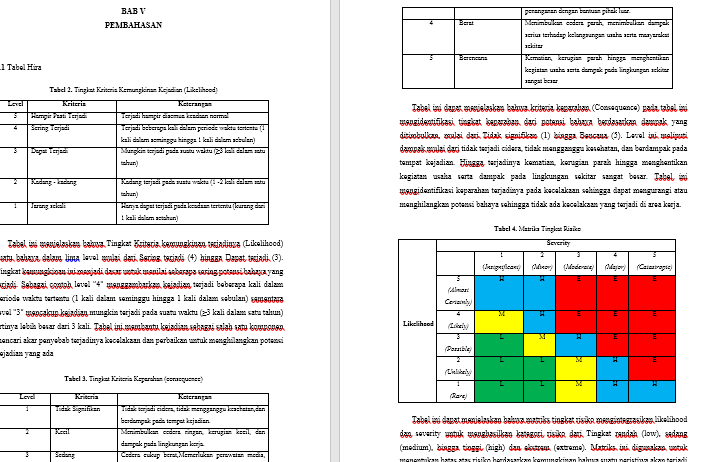 BAB V
PEMBAHASAN
.1 Tabel Hira
Tabel 2. Tingkat Kriteria Kemungkinan Kejadian (Likelihood)
Level Kriteria Keterangan
5 Hampir Pasti Terjadi Terjadi hampir disemua keadaan normal
4 Sering Terjadi Terjadi beberapa kali dalam periode waktu tertentu (1
kali dalam seminggu hingga 1 kali dalam sebulan)
3 Dapat Terjadi Mungkin terjadi pada suatu waktu (≥3 kali dalam satu
tahun)
2 Kadang - kadang Kadang terjadi pada suatu waktu (1 -2 kali dalam satu
tahun)
1 Jarang sekali Hanya dapat terjadi pada keadaan tertentu (kurang dari
1 kali dalam setahun)
Tabel ini menjelaskan bahwa Tingkat Kriteria kemungkinan terjadinya (Likelihood)
suatu bahaya dalam lima level mulai dari Sering terjadi (4) hingga Dapat terjadi (3).
ingkat kemungkinan ini menjadi dasar untuk menilai seberapa sering potensi bahaya yang
erjadi. Sebagai contoh level "4" menggambarkan kejadian terjadi beberapa kali dalam
eriode waktu tertentu (1 kali dalam seminggu hingga 1 kali dalam sebulan) sementara
evel "3" mencakup kejadian mungkin terjadi pada suatu waktu (≥3 kali dalam satu tahun)
rtinya lebih besar dari 3 kali. Tabel ini membantu kejadian sebagai salah satu komponen
encari akar penyebab terjadinya kecelakaan dan perbaikan untuk menghilangkan potensi
ejadian yang ada
Tabel 3. Tingkat Kriteria Keparahan (consequence)
Level Kriteria Keterangan
1 Tidak Signifikan Tidak terjadi cidera, tidak mengganggu kesehatan,dan
berdampak pada tempat kejadian.
2 Kecil Menimbulkan cedera ringan, kerugian kecil, dan
dampak pada lingkungan kerja.
3 Sedang Cedera cukup berat,Memerlukan perawatan media,
penanganan dengan bantuan pihak luar.
4 Berat Menimbulkan cedera parah, menimbulkan dampak
serius terhadap kelangsungan usaha serta masyarakat
sekitar
5 Bencana Kematian, kerugian parah hingga menghentikan
kegiatan usaha serta dampak pada lingkungan sekitar
sangat besar
Tabel ini dapat menjelaskan bahwa kriteria keparahan (Consequence) pada tabel ini
mengidentifikasi tingkat keparahan dari potensi bahaya berdasarkan dampak yang
ditimbulkan, mulai dari Tidak signifikan (1) hingga Bencana (5). Level ini meliputi
dampak mulai dari tidak terjadi cidera, tidak mengganggu kesehatan, dan berdampak pada
tempat kejadian. Hingga terjadinya kematian, kerugian parah hingga menghentikan
kegiatan usaha serta dampak pada lingkungan sekitar sangat besar. Tabel ini
mengidentifikasi keparahan terjadinya pada kecelakaan sehingga dapat mengurangi atau
menghilangkan potensi bahaya sehingga tidak ada kecelakaan yang terjadi di area kerja.
Tabel 4. Matriks Tingkat Risiko
Severity
1 2 3 4 5
(Insignificant) (Minor) (Moderate) (Major) (Catastropic)
Likelihood
5 H H E E E
(Almost
Certainly)
4 M H E E E
(Likely)
3 L M H E E
(Possible)
2 L L M E E
(Unlikely)
1 L L M H H
(Rare)
Tabel ini dapat menjelaskan bahwa matriks tingkat risiko mengintegrasikan likelihood
dan severity untuk menghasilkan kategori risiko dari Tingkat rendah (low), sedang
(medium), hingga tinggi (high) dan ekstrem (extreme). Matriks ini digunakan untuk
menentukan batas atas risiko berdasarkan kemungkinan bahwa suatu peristiwa akan terjadi